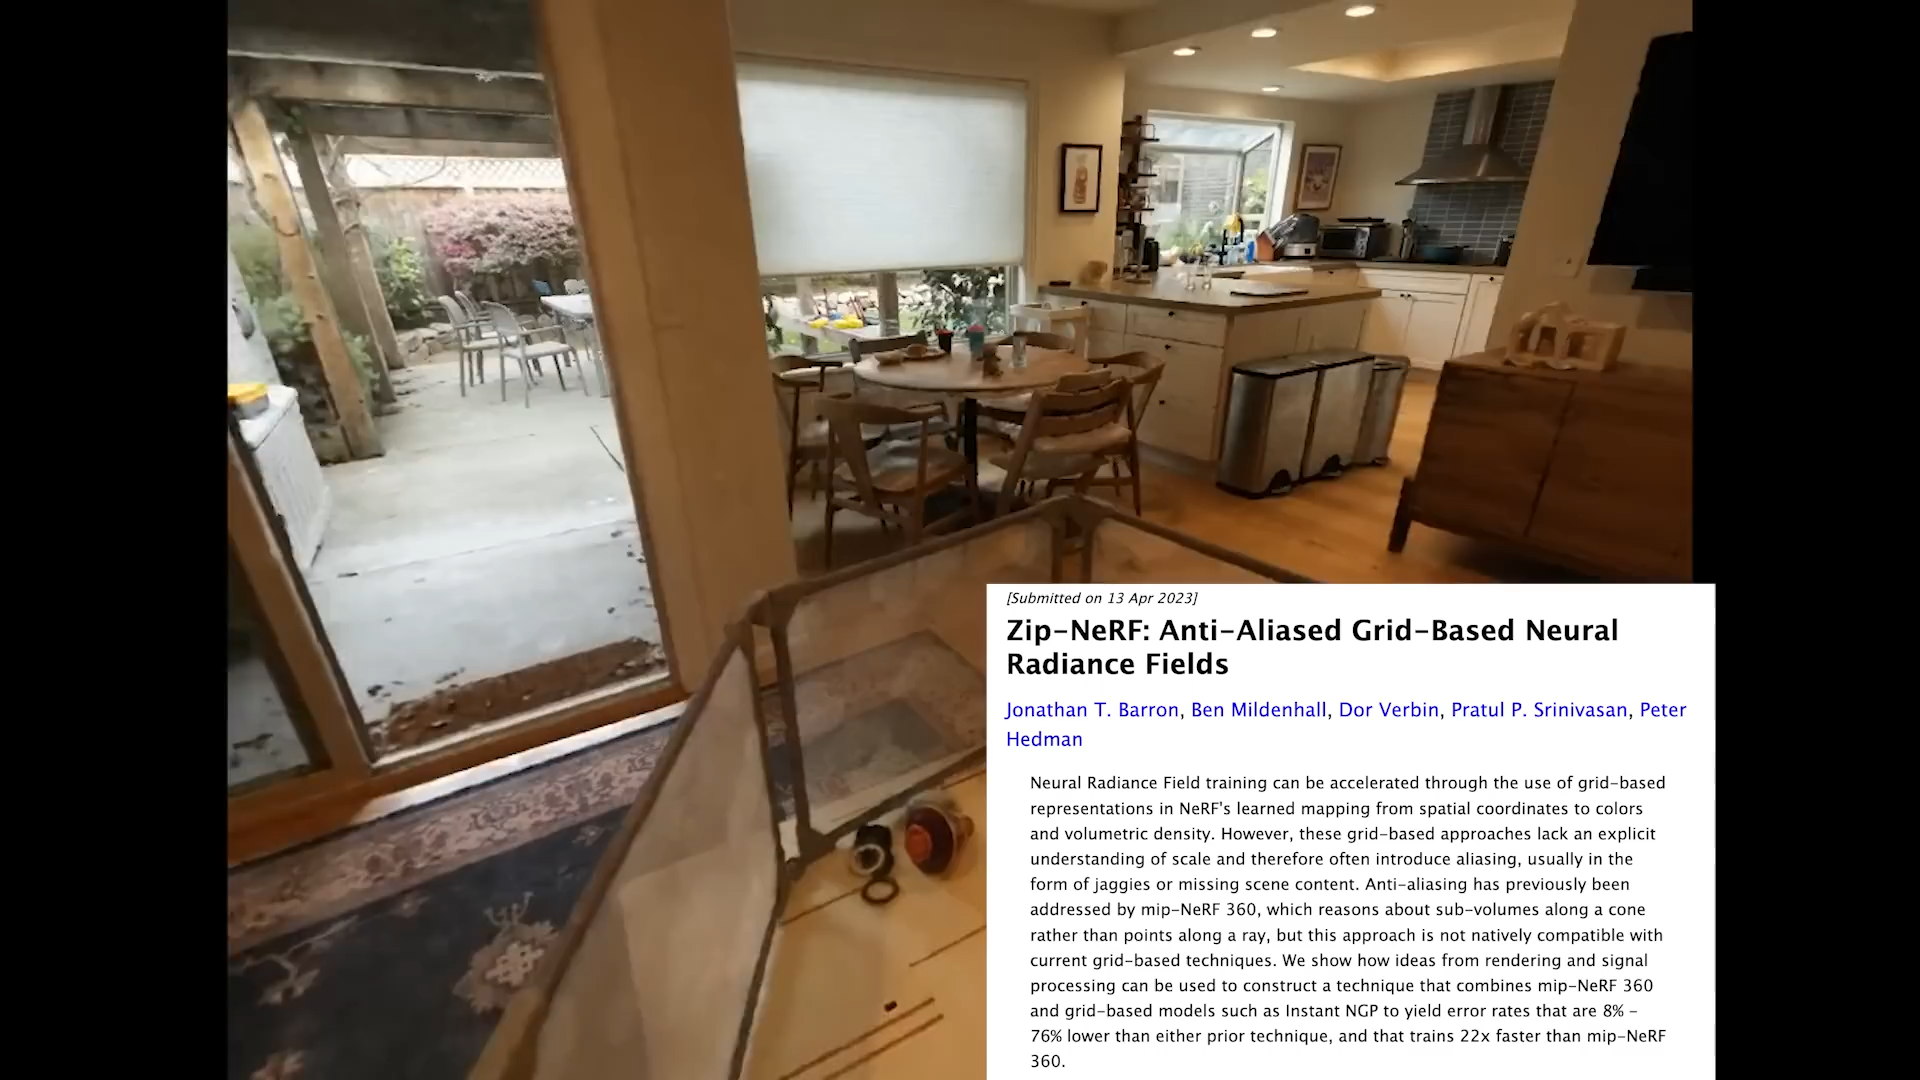 [Submitted on 13 Apr 2023]
Zip-NeRF: Anti-Aliased Grid-Based Neural
Radiance Fields
Jonathan T. Barron, Ben Mildenhall, Dor Verbin, Pratul P. Srinivasan, Peter
Hedman
Neural Radiance Field training can be accelerated through the use of grid-based
representations in NeRF's learned mapping from spatial coordinates to colors
and volumetric density. However, these grid-based approaches lack an explicit
understanding of scale and therefore often introduce aliasing, usually in the
form of jaggies or missing scene content. Anti-aliasing has previously been
addressed by mip-NeRF 360, which reasons about sub-volumes along a cone
rather than points along a ray, but this approach is not natively compatible with
current grid-based techniques. We show how ideas from rendering and signal
processing can be used to construct a technique that combines mip-NeRF 360
and grid-based models such as Instant NGP to yield error rates that are 8% -
76% lower than either prior technique, and that trains 22x faster than mip-NeRF
360.